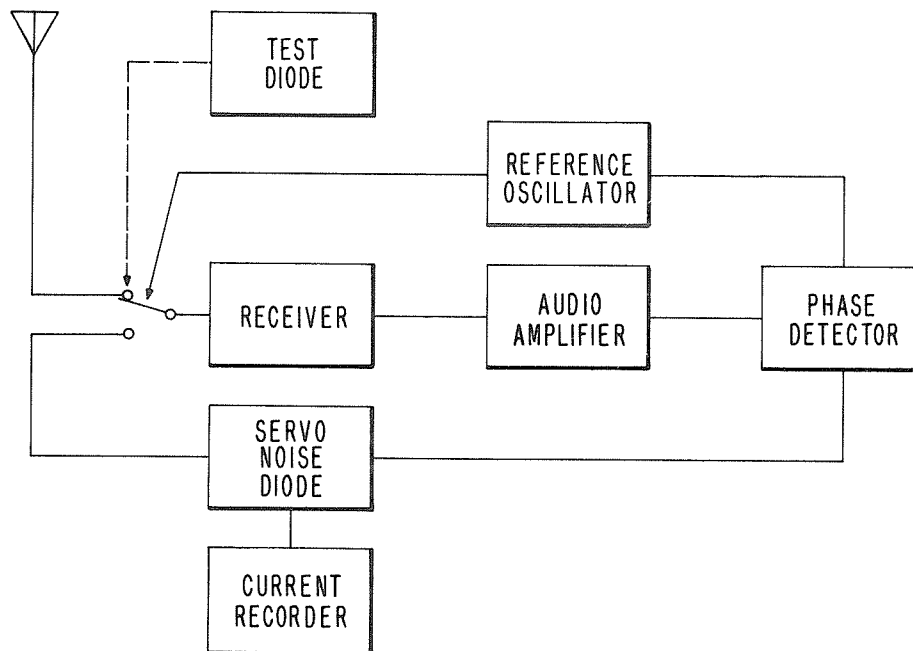 TEST
DIODE
REFERENCE
OSCILLATOR
RECEIVER
AUDIO
AMPLIFIER
PHASE
DETECTOR
SERVO
NOISE
DIODE
CURRENT
RECORDER